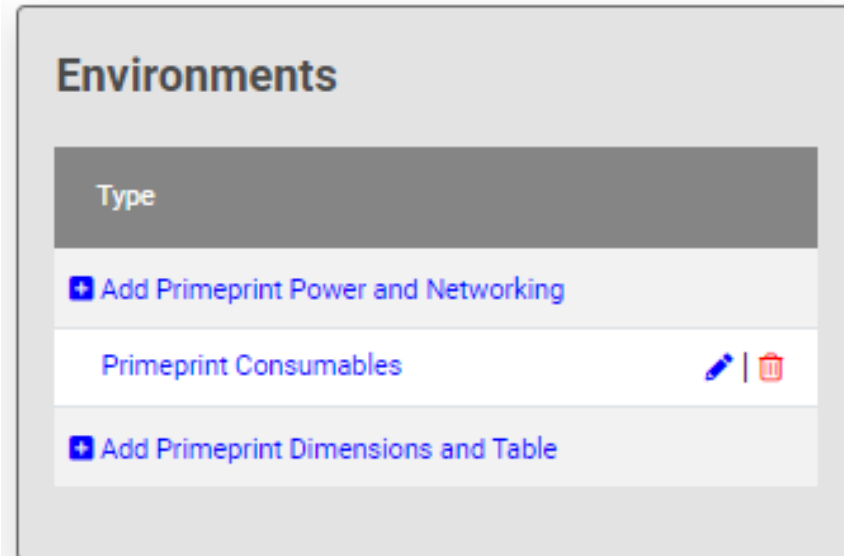 Environments
Type
Add Primeprint Power and Networking
Primeprint Consumables |
Add Primeprint Dimensions and Table